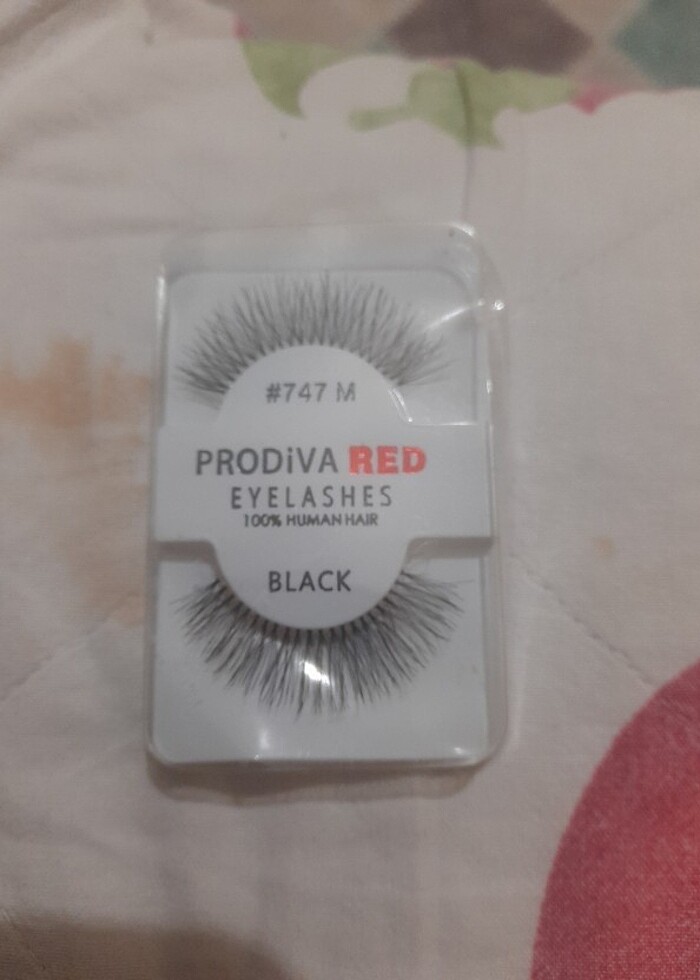 #747 M
PRODiVA RED
EYELASHES
100% HUMAN HAIR
BLACK